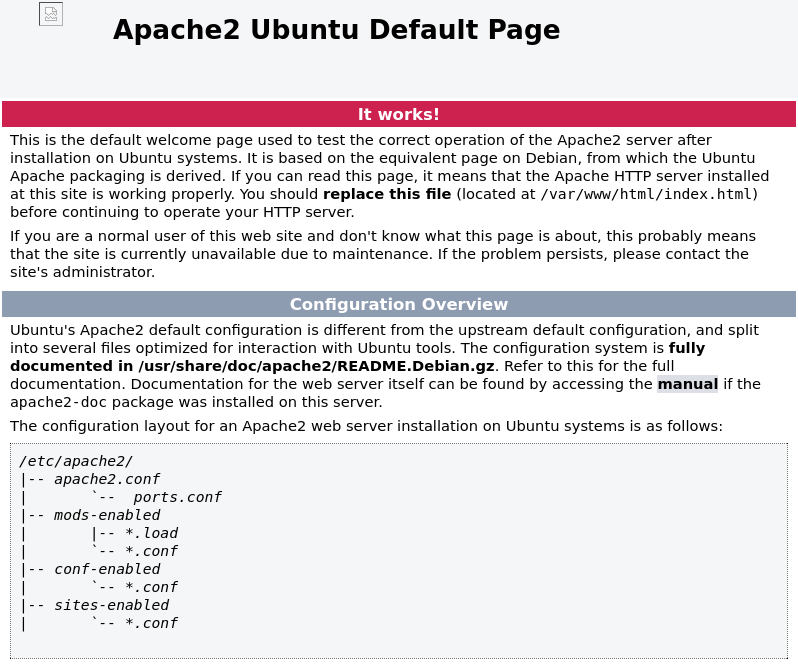 Apache2 Ubuntu Default Page
It works!
This is the default welcome page used to test the correct operation of the Apache2 server after
installation on Ubuntu systems. It is based on the equivalent page on Debian, from which the Ubuntu
Apache packaging is derived. If you can read this page, it means that the Apache HTTP server installed
at this site is working properly. You should replace this file (located at /var/www/html/index.html)
before continuing to operate your HTTP server.
If you are a normal user of this web site and don't know what this page is about, this probably means
that the site is currently unavailable due to maintenance. If the problem persists, please contact the
site's administrator.
Configuration Overview
Ubuntu's Apache2 default configuration is different from the upstream default configuration, and split
into several files optimized for interaction with Ubuntu tools. The configuration system is fully
documented in /usr/share/doc/apache2/README.Debian.gz. Refer to this for the full
documentation. Documentation for the web server itself can be found by accessing the manual if the
apache2-doc package was installed on this server.
The configuration layout for an Apache2 web server installation on Ubuntu systems is as follows:
/etc/apache2/
|-- apache2.conf
|       `--  ports.conf
|-- mods-enabled
|       |-- *.load
|       `-- *.conf
|-- conf-enabled
|       `-- *.conf
|-- sites-enabled
|       `-- *.conf